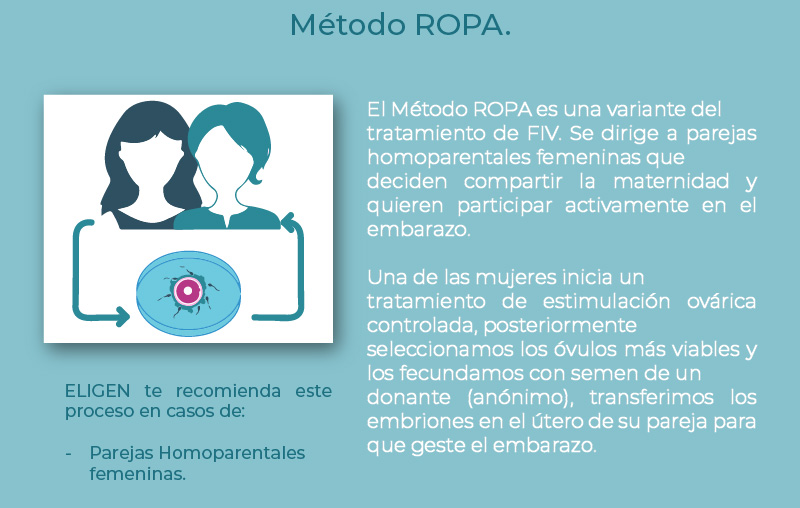 Método ROPA.
El Método ROPA es una variante del
tratamiento de FIV. Se dirige a parejas
homoparentales femeninas que
deciden compartir la maternidad y
quieren participar activamente en el
embarazo.
Una de las mujeres inicia un
tratamiento de estimulación ovárica
controlada, posteriormente
seleccionamos los óvulos más viables y
los fecundamos con semen de un
donante (anónimo), transferimos los
embriones en el útero de su pareja para
que geste el embarazo.
ELIGEN te recomienda este
proceso en casos de:
- Parejas Homoparentales
femeninas.